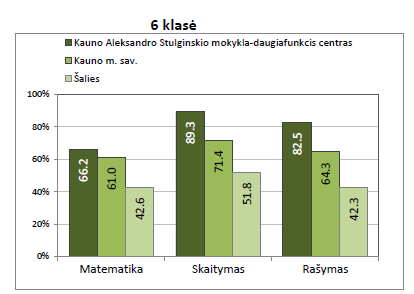 6 klasė
Kauno Aleksandro Stulginskio mokykla-daugiafunkcis centras
Kauno m. sav.
Šalies
100%
80%
60%
40%
20%
0%
66.2
61.0
42.6
89.3
71.4
51.8
82.5
64.3
42.3
Matematika
Skaitymas
Rašymas